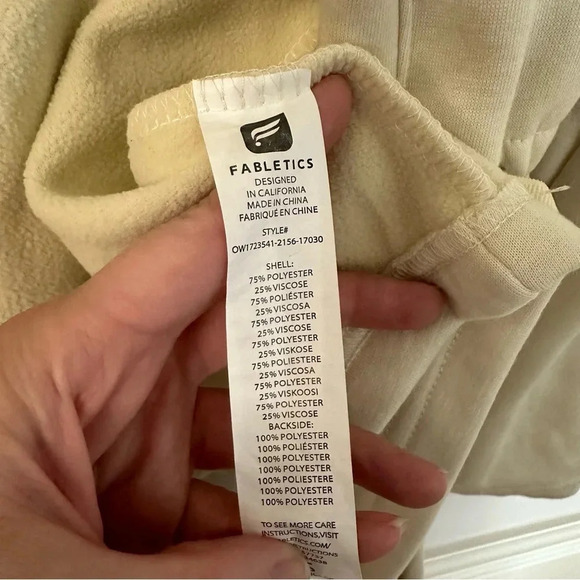 FABLETICS
DESIGNED
IN CALIFORNIA
MADE IN CHINA
FABRIQUÉ EN CHINE
STYLE#
OW1723541-2156-17030
SHELL:
75% POLYESTER
25% VISCOSE
75% POLIÉSTER
25% VISCOSA
75% POLYESTER
25% VISCOSE
75% POLYESTER
25% VISKOSE
75% POLIESTERE
25% VISCOSA
75% POLYESTER
25% VISKOOSI
75% POLYESTER
25% VISCOSE
BACKSIDE:
100% POLYESTER
100% POLIÉSTER
100% POLYESTER
100% POLYESTER
100% POLIESTERE
100% POLYESTER
100% POLYESTER
TO SEE MORE CARE
INSTRUCTIONS, VISIT